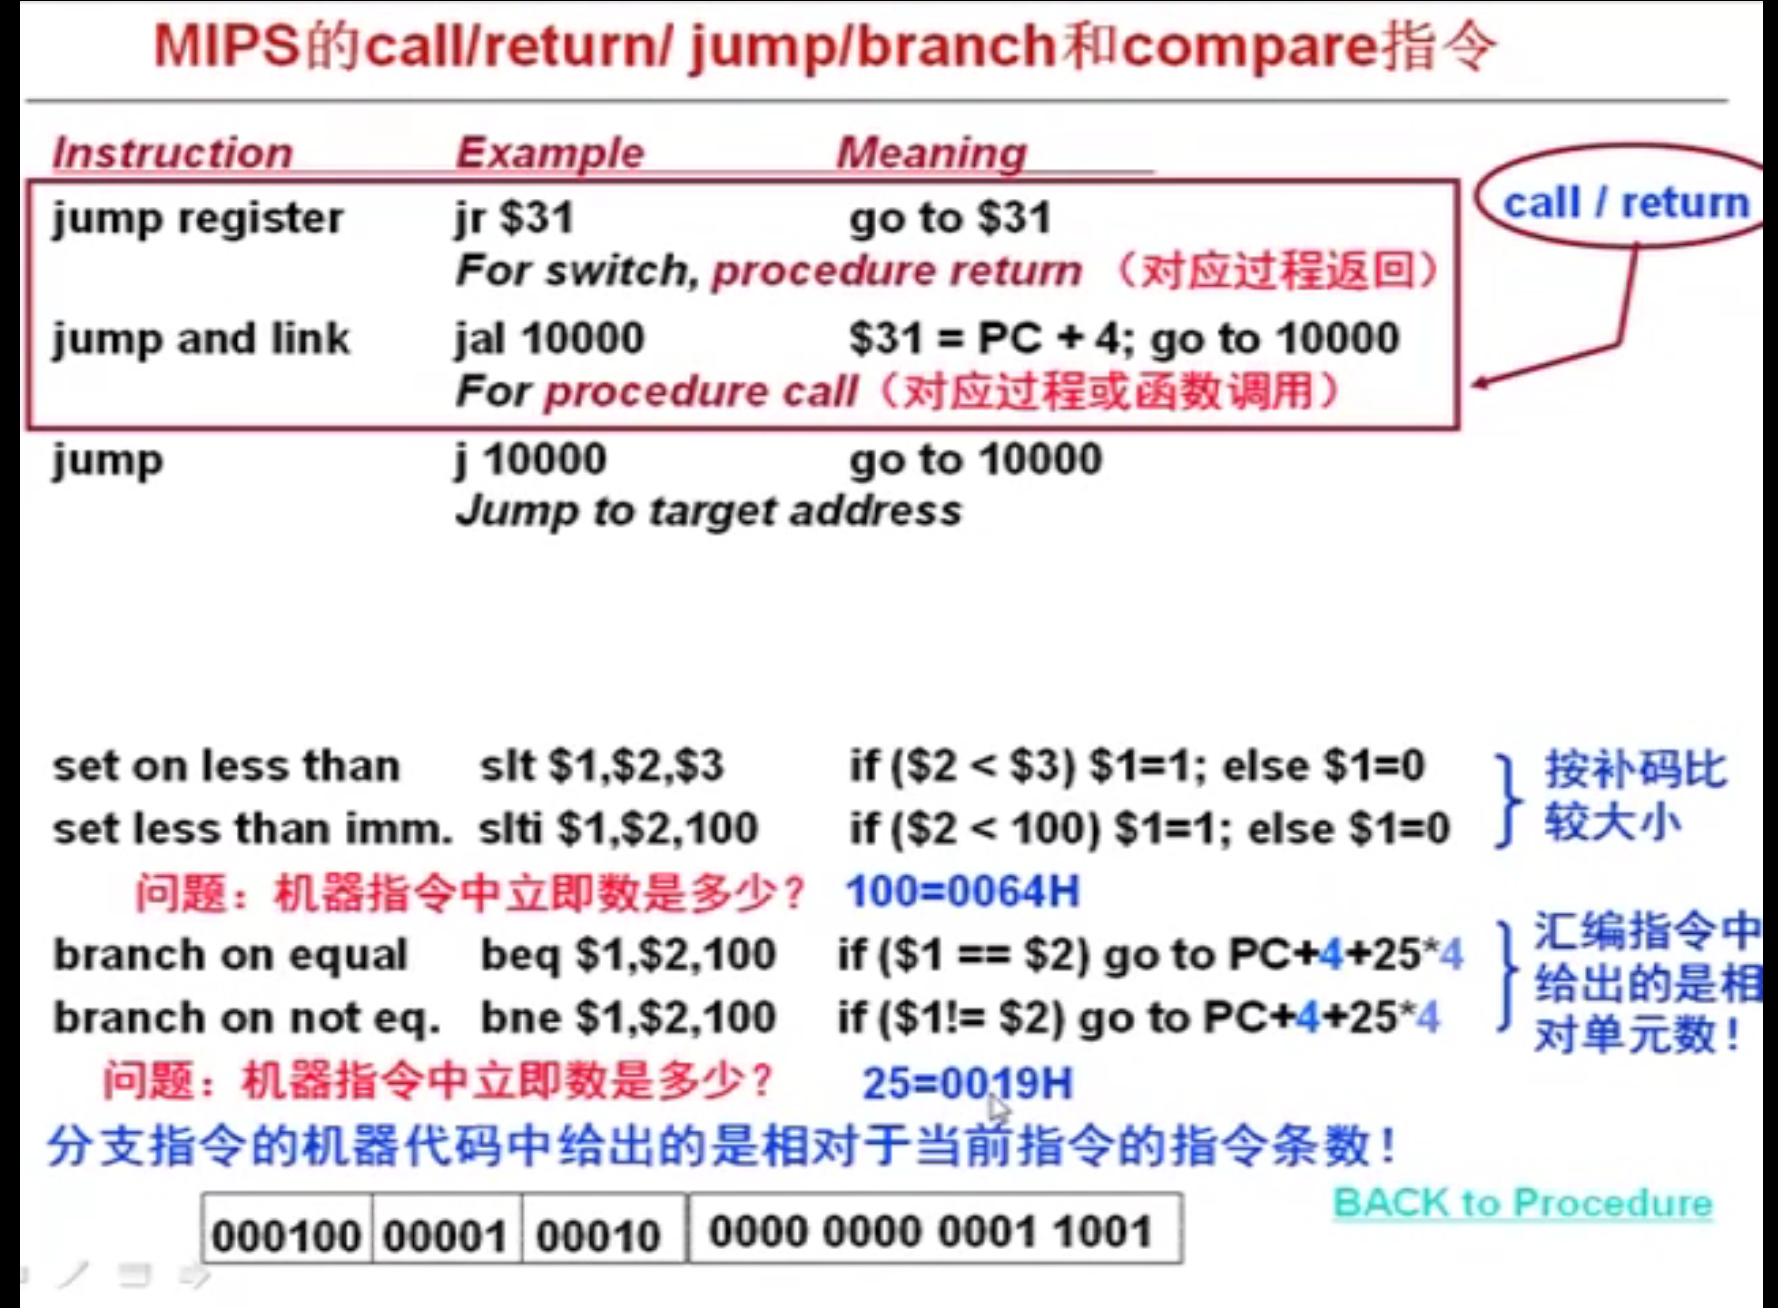 MIPS的call/return/ jump/branch和compare指令
Instruction Example Meaning
jump register jr $31 go to $31
call / return
For switch, procedure return （对应过程返回）
jump and link jal 10000 $31 = PC + 4; go to 10000
For procedure call（对应过程或函数调用）
jump j 10000 go to 10000
Jump to target address
set on less than slt $1,$2,$3 if ($2 < $3) $1=1; else $1=0
set less than imm. slti $1,$2,100 if ($2 < 100) $1=1; else $1=0
按补码比
较大小
问题：机器指令中立即数是多少？ 100=0064H
branch on equal beq $1,$2,100 if ($1 == $2) go to PC+4+25*4
branch on not eq. bne $1,$2,100 if ($1!= $2) go to PC+4+25*4
汇编指令中
给出的是相
对单元数！
问题：机器指令中立即数是多少？ 25=0019H
分支指令的机器代码中给出的是相对于当前指令的指令条数！
000100 00001 00010 0000 0000 0001 1001
BACK to Procedure